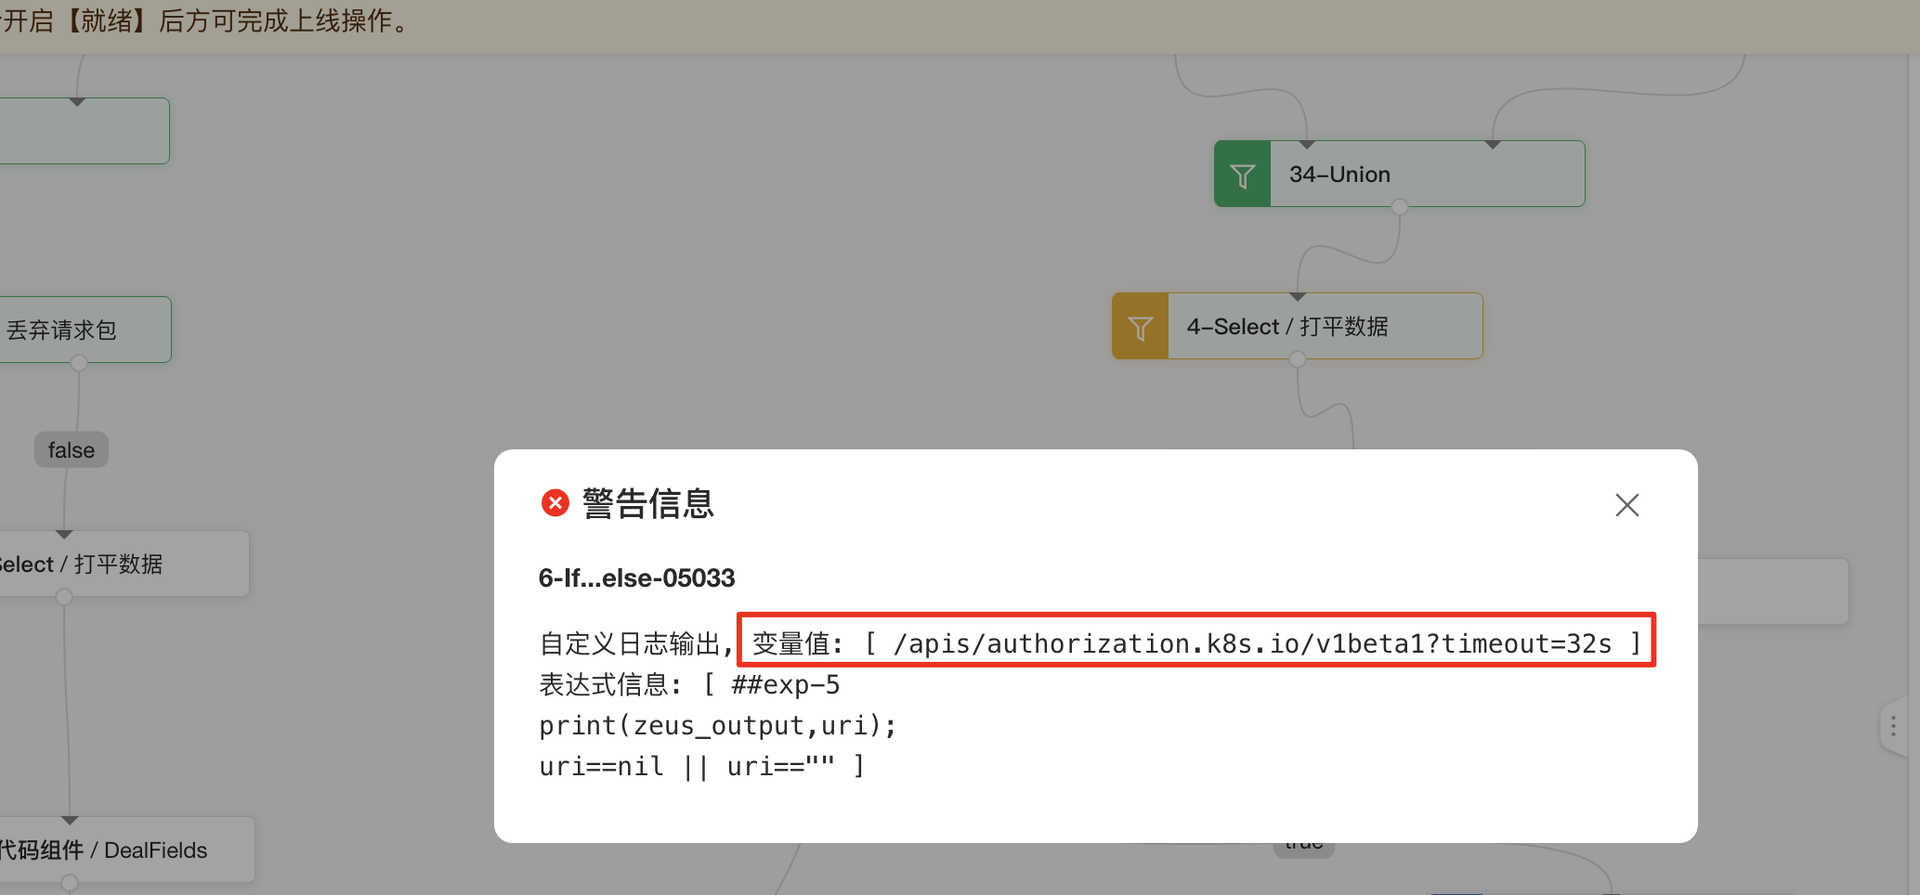 开启【就绪】后方可完成上线操作。
34-Union
丢弃请求包
4-Select / 打平数据
false
警告信息
Select / 打平数据
6-If...else-05033
自定义日志输出, 变量值: [ /apis/authorization.k8s.io/v1beta1?timeout=32s ]
表达式信息: [ ##exp-5
print(zeus_output,uri);
uri==nil || uri=="" ]
代码组件 / DealFields
true